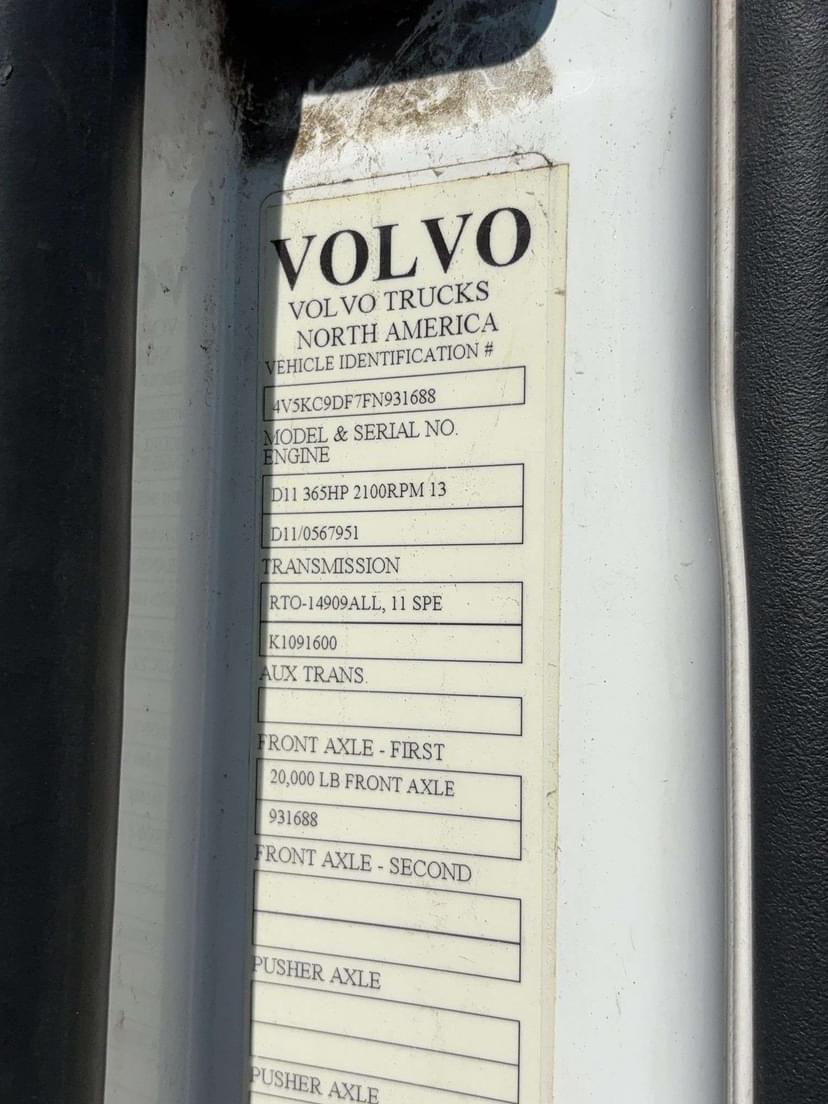 VOLVO
VOLVO TRUCKS
NORTH AMERICA
VEHICLE IDENTIFICATION #
4V5KC9DF7FN931688
MODEL & SERIAL NO.
ENGINE
D11 365HP 2100RPM 13
D11/0567951
TRANSMISSION
RTO-14909ALL, 11 SPE
K1091600
AUX TRANS.
FRONT AXLE - FIRST
20,000 LB FRONT AXLE
931688
FRONT AXLE - SECOND
PUSHER AXLE
PUSHER AXLE